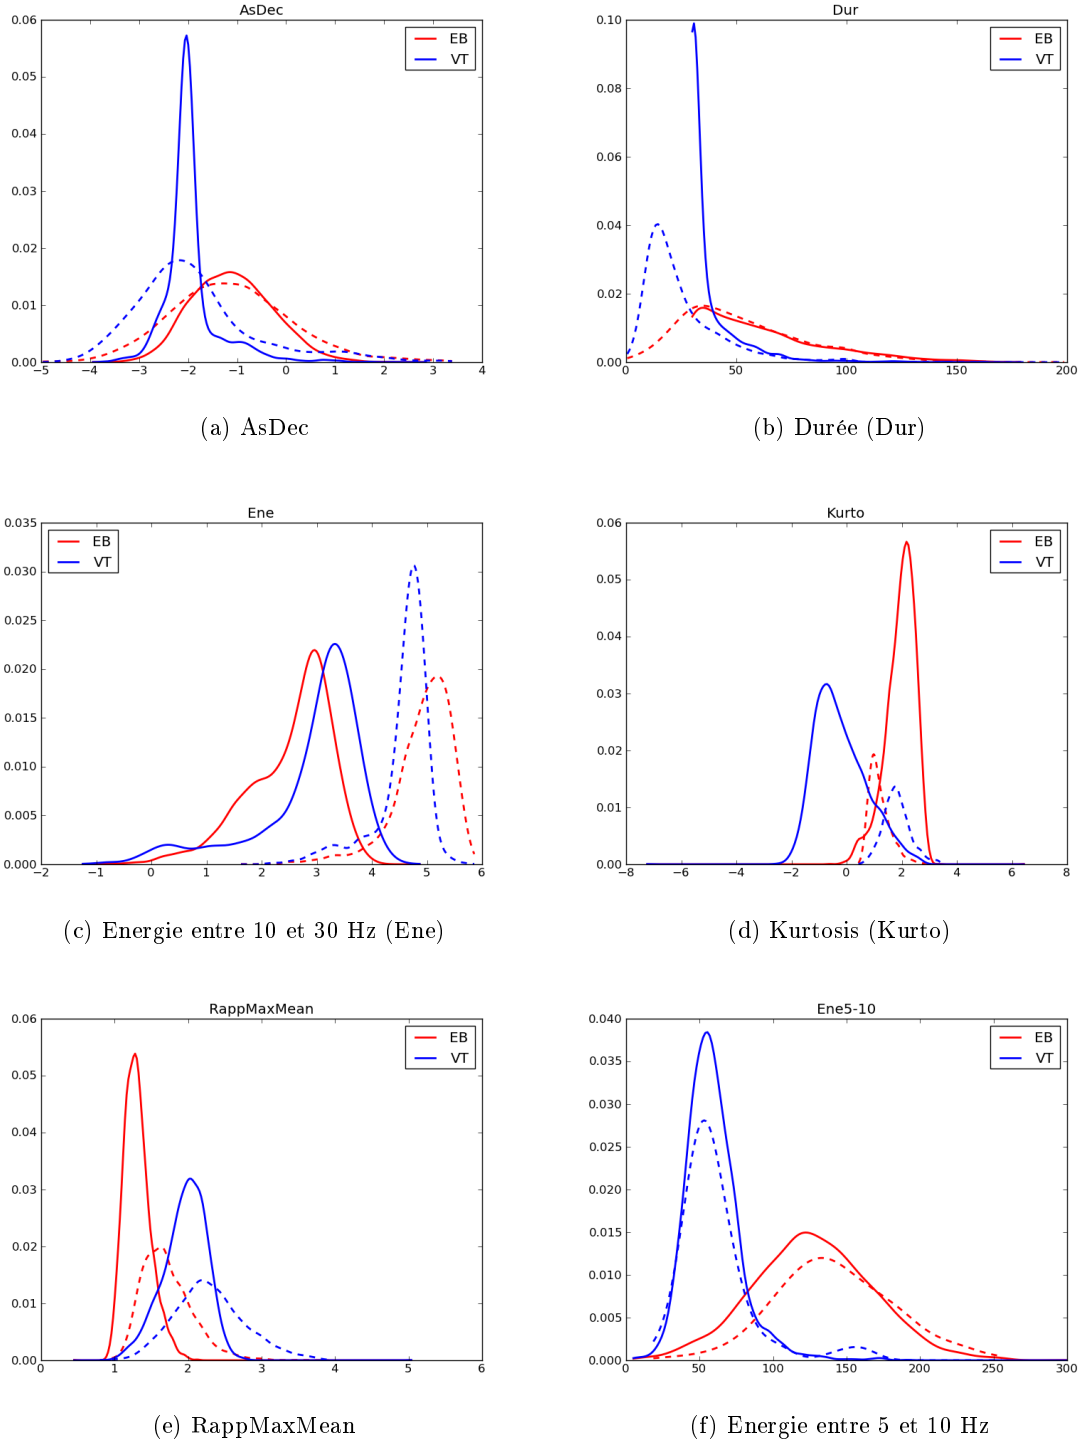 AsDec
0.06
0.05
0.04
0.03
0.02
0.01
0.00
−5 −4 −3 −2 −1 0 1 2 3 4
EB
VT
(a) AsDec
Dur
0.10
0.08
0.06
0.04
0.02
0.00
0 50 100 150 200
EB
VT
(b) Durée (Dur)
Ene
0.035
0.030
0.025
0.020
0.015
0.010
0.005
0.000
−2 −1 0 1 2 3 4 5 6
EB
VT
(c) Energie entre 10 et 30 Hz (Ene)
Kurto
0.06
0.05
0.04
0.03
0.02
0.01
0.00
−8 −6 −4 −2 0 2 4 6 8
EB
VT
(d) Kurtosis (Kurto)
RappMaxMean
0.06
0.05
0.04
0.03
0.02
0.01
0.00
0 1 2 3 4 5 6
EB
VT
(e) RappMaxMean
Ene5-10
0.040
0.035
0.030
0.025
0.020
0.015
0.010
0.005
0.000
0 50 100 150 200 250 300
EB
VT
(f) Energie entre 5 et 10 Hz